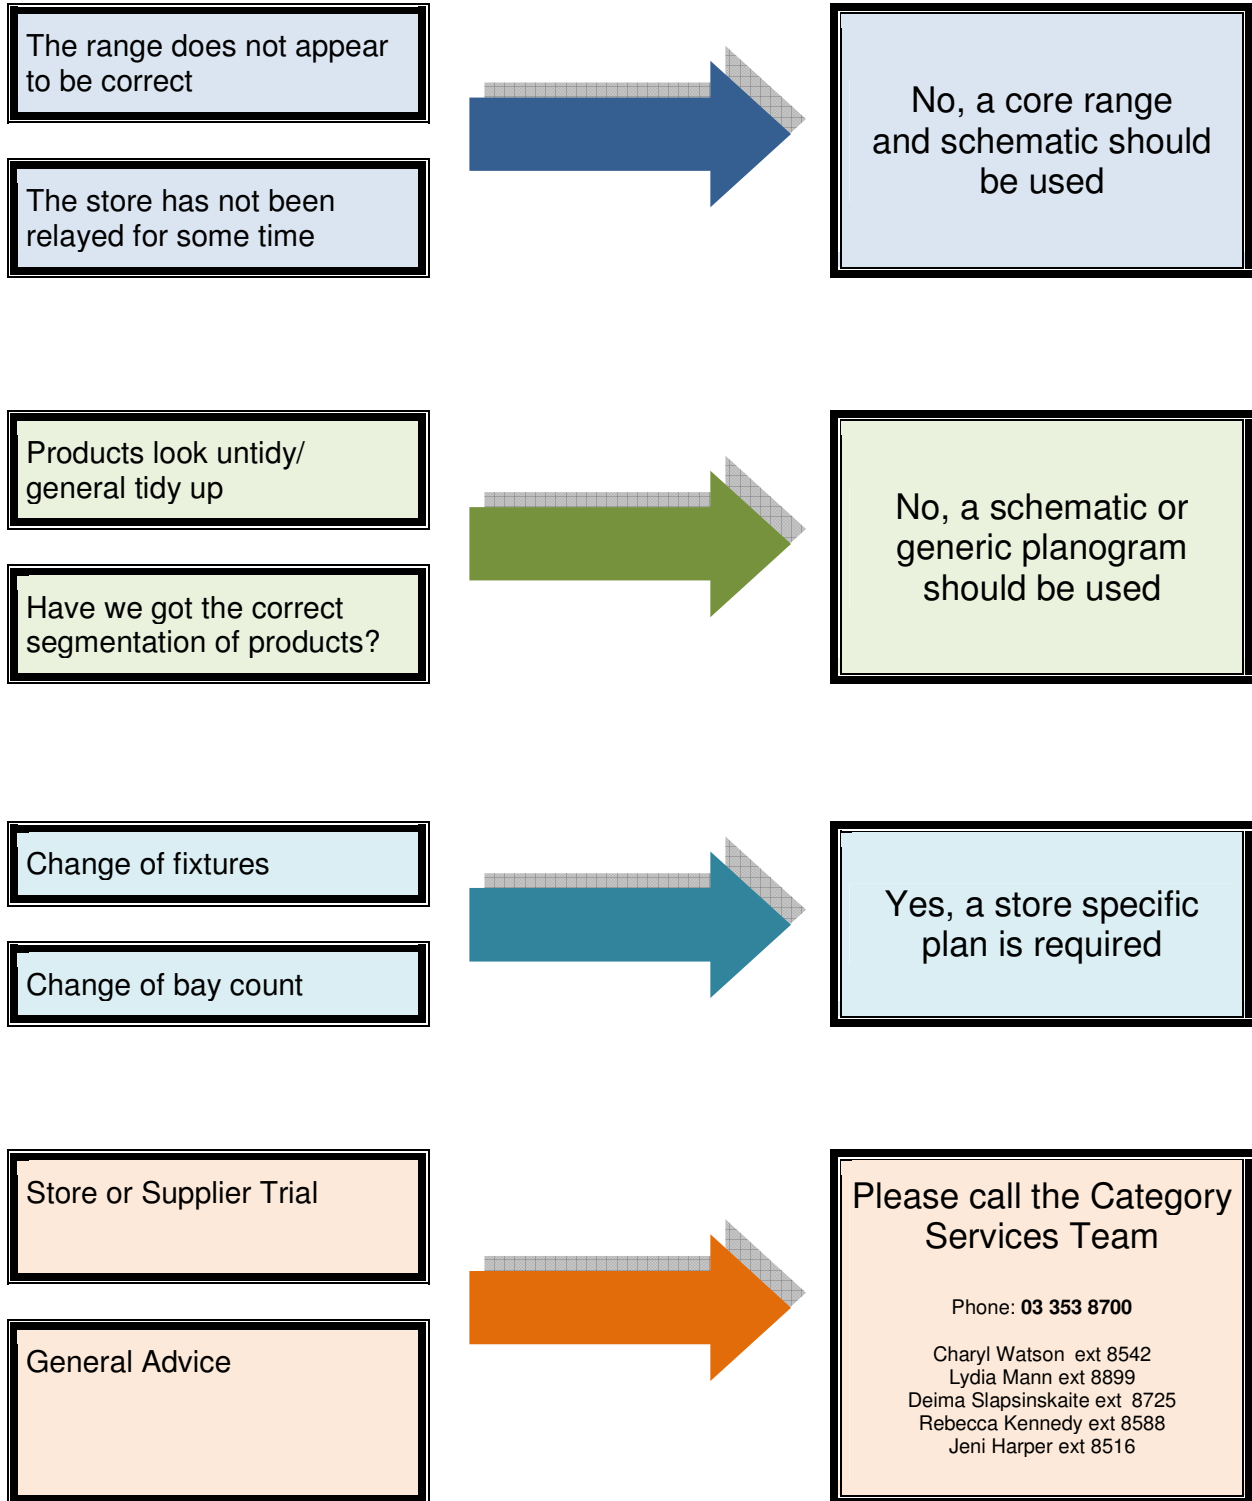 The range does not appear
to be correct
The store has not been
relayed for some time
No, a core range
and schematic should
be used
Products look untidy/
general tidy up
Have we got the correct
segmentation of products?
No, a schematic or
generic planogram
should be used
Change of fixtures
Change of bay count
Yes, a store specific
plan is required
Store or Supplier Trial
General Advice
Please call the Category
Services Team
Phone: 03 353 8700
Charyl Watson  ext 8542
Lydia Mann ext 8899
Deima Slapsinskaite ext  8725
Rebecca Kennedy ext 8588
Jeni Harper ext 8516